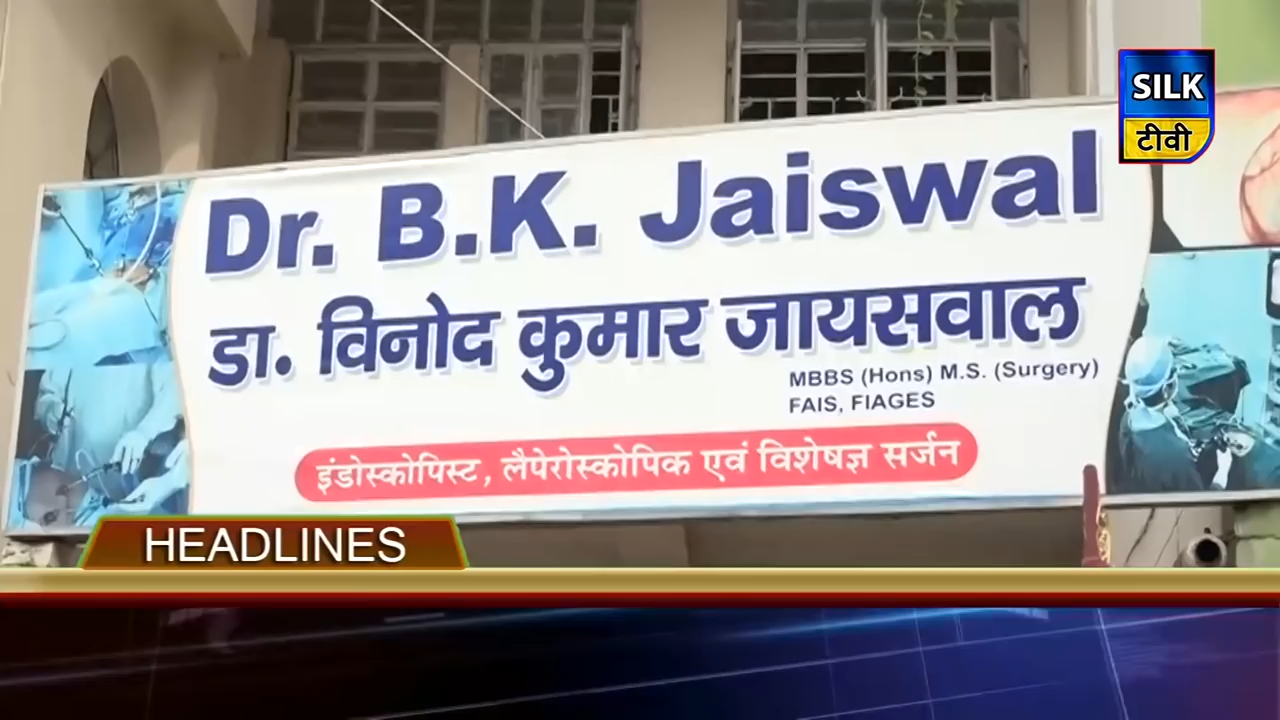 SILK
टीवी
Dr. B.K. Jaiswal
डा. विनोद कुमार जायसवाल
MBBS (Hons) M.S. (Surgery)
FAIS, FIAGES
इंडोस्कोपिस्ट, लैपेरोस्कोपिक एवं विशेषज्ञ सर्जन
HEADLINES